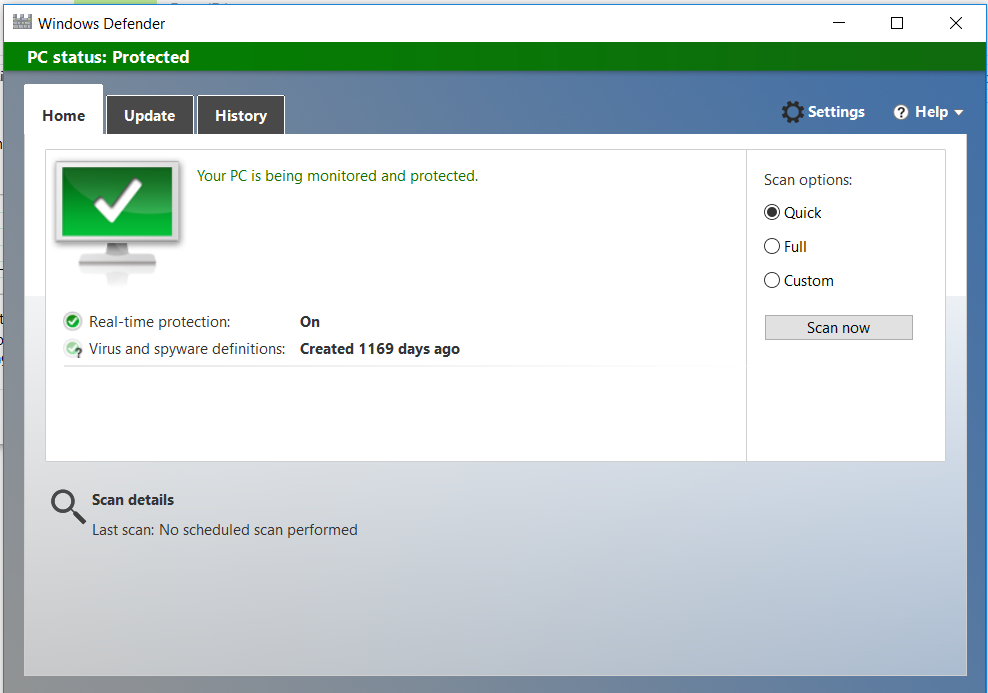 Windows Defender
PC status: Protected
Home Update History Settings ? Help
Your PC is being monitored and protected.
Scan options:
Quick
Full
Custom
Scan now
Real-time protection: On
Virus and spyware definitions: Created 1169 days ago
Scan details
Last scan: No scheduled scan performed